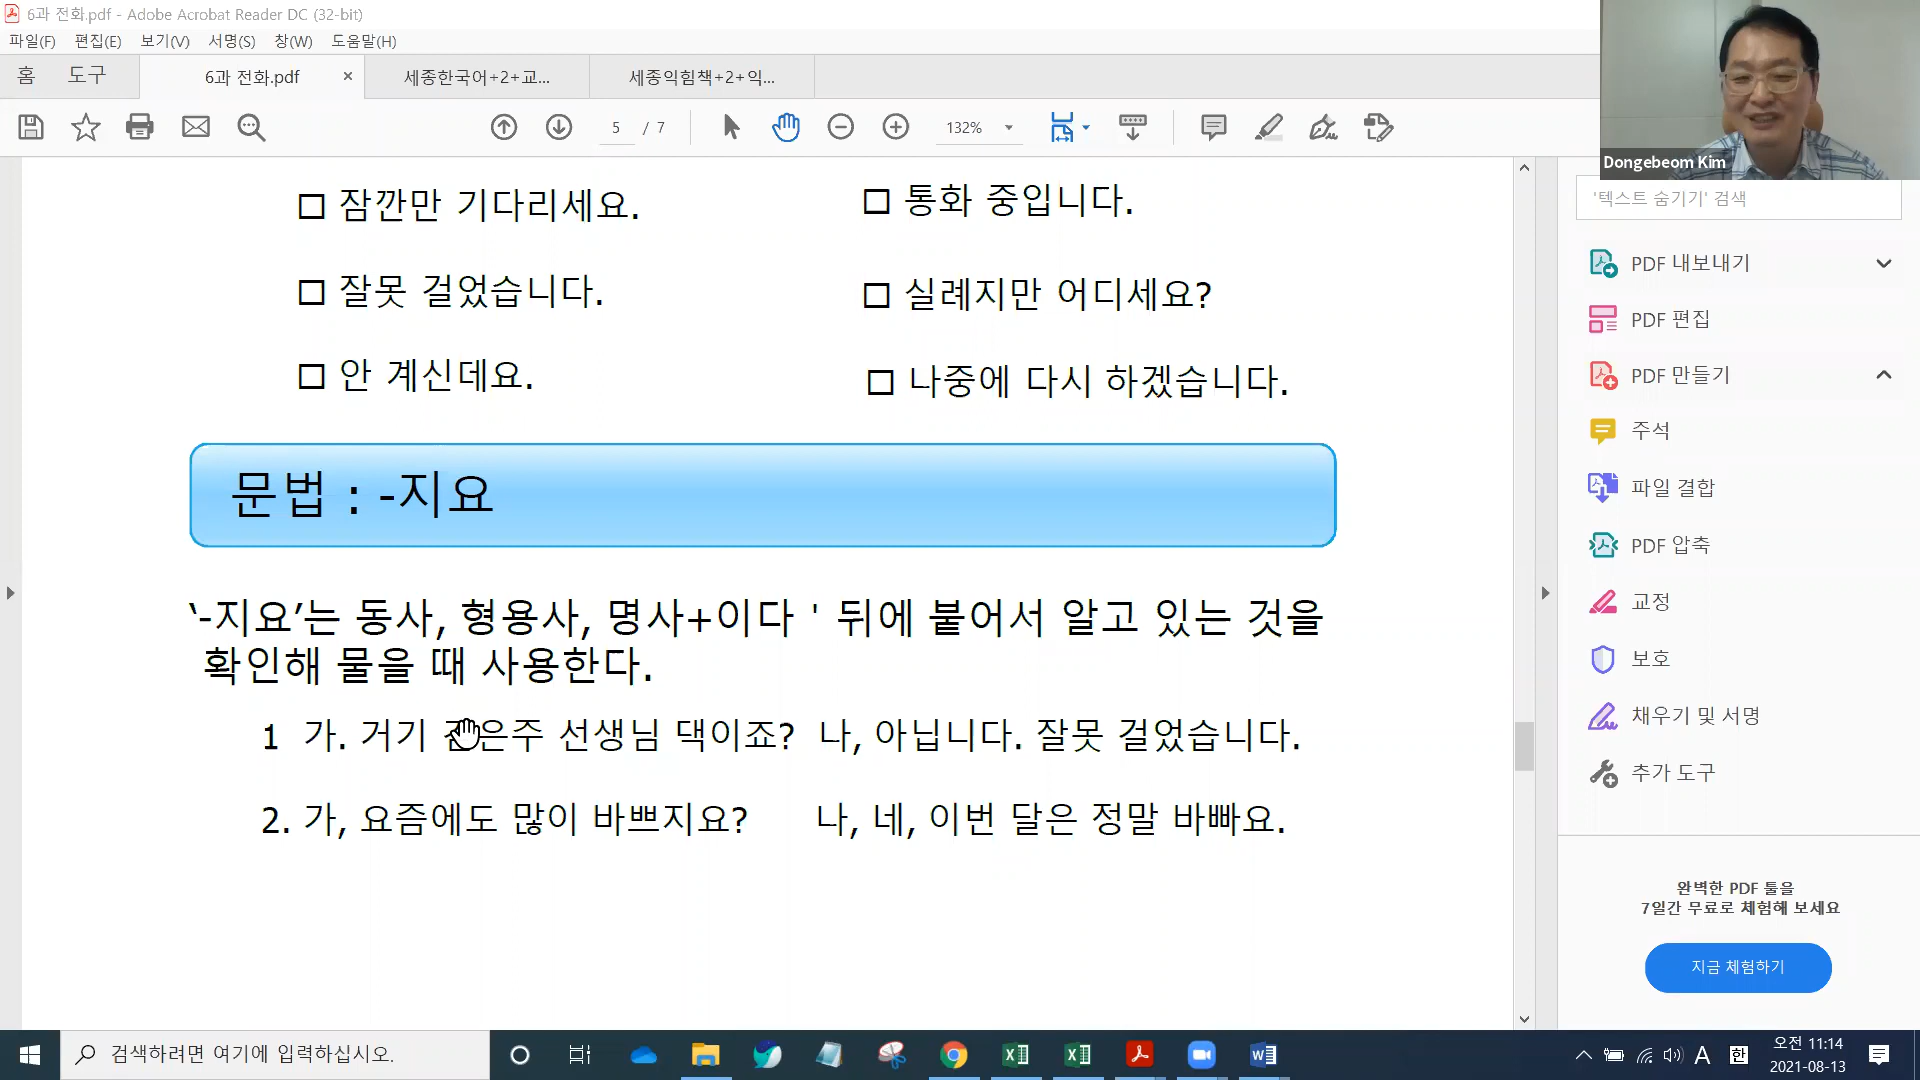 6과 전화.pdf - Adobe Acrobat Reader DC (32-bit)
파일(F) 편집(E) 보기(V) 서명(S) 창(W) 도움말(H)
홈 도구 6과 전화.pdf × 세종한국어+2+교... 세종익힘책+2+익...
5 / 7 132%
Dongebeom Kim
'텍스트 숨기기' 검색
□ 잠깐만 기다리세요. □ 통화 중입니다.
□ 잘못 걸었습니다. □ 실례지만 어디세요?
□ 안 계신데요. □ 나중에 다시 하겠습니다.
문법 : -지요
‘-지요’는 동사, 형용사, 명사+이다 ' 뒤에 붙어서 알고 있는 것을
확인해 물을 때 사용한다.
1 가. 거기 은주 선생님 댁이죠? 나, 아닙니다. 잘못 걸었습니다.
2. 가, 요즘에도 많이 바쁘지요? 나, 네, 이번 달은 정말 바빠요.
PDF 내보내기
PDF 편집
PDF 만들기
주석
파일 결합
PDF 압축
교정
보호
채우기 및 서명
추가 도구
완벽한 PDF 툴을
7일간 무료로 체험해 보세요
지금 체험하기
검색하려면 여기에 입력하십시오.
A 한 오전 11:14
2021-08-13